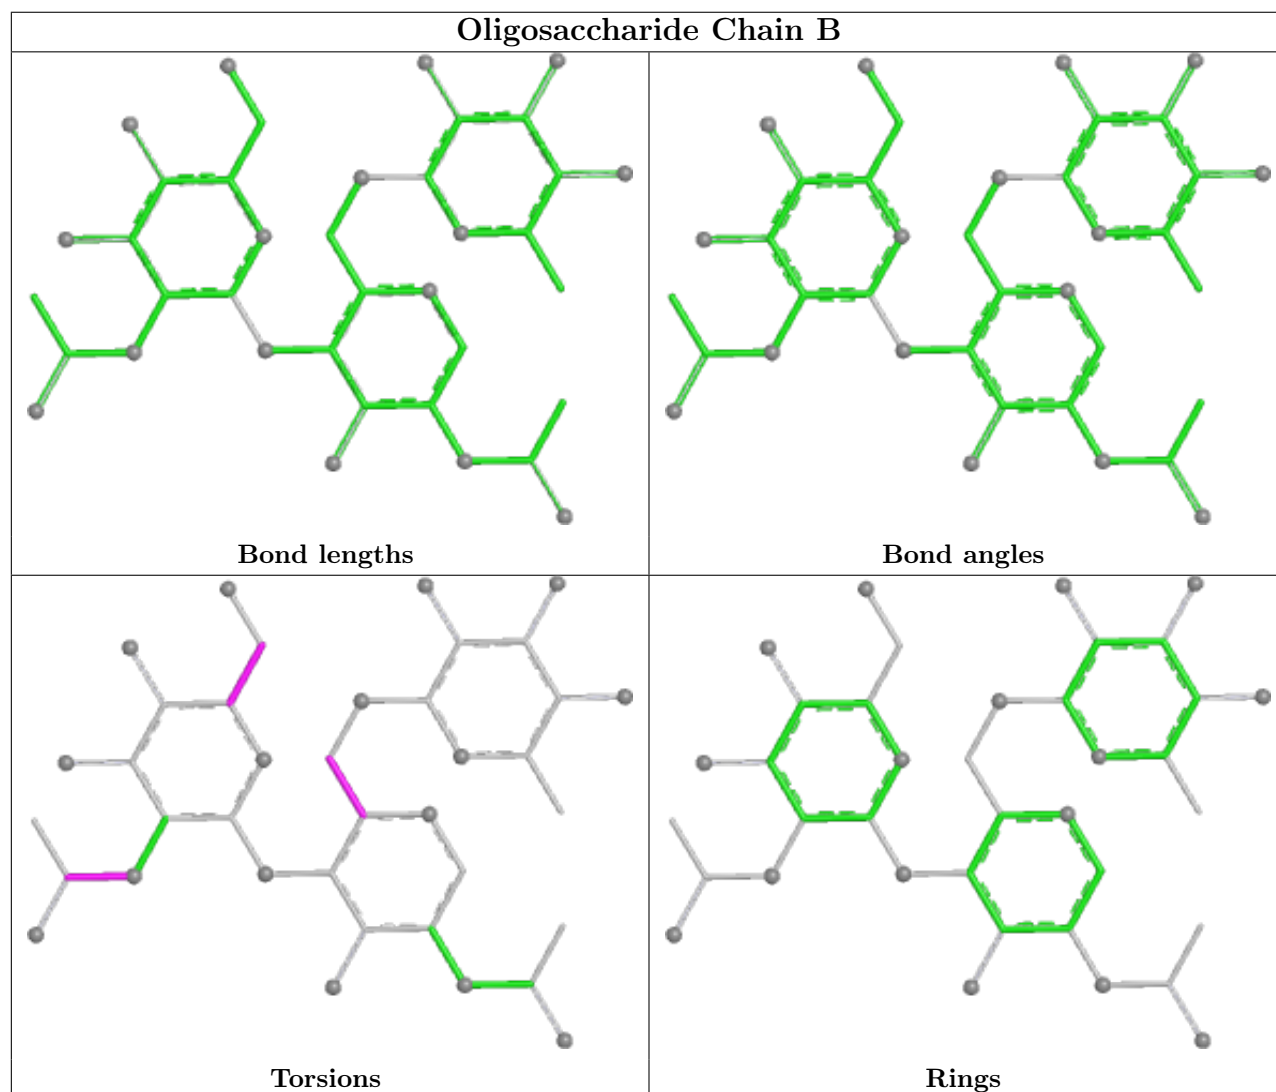 Oligosaccharide Chain B
Bond lengths
Bond angles
Torsions
Rings